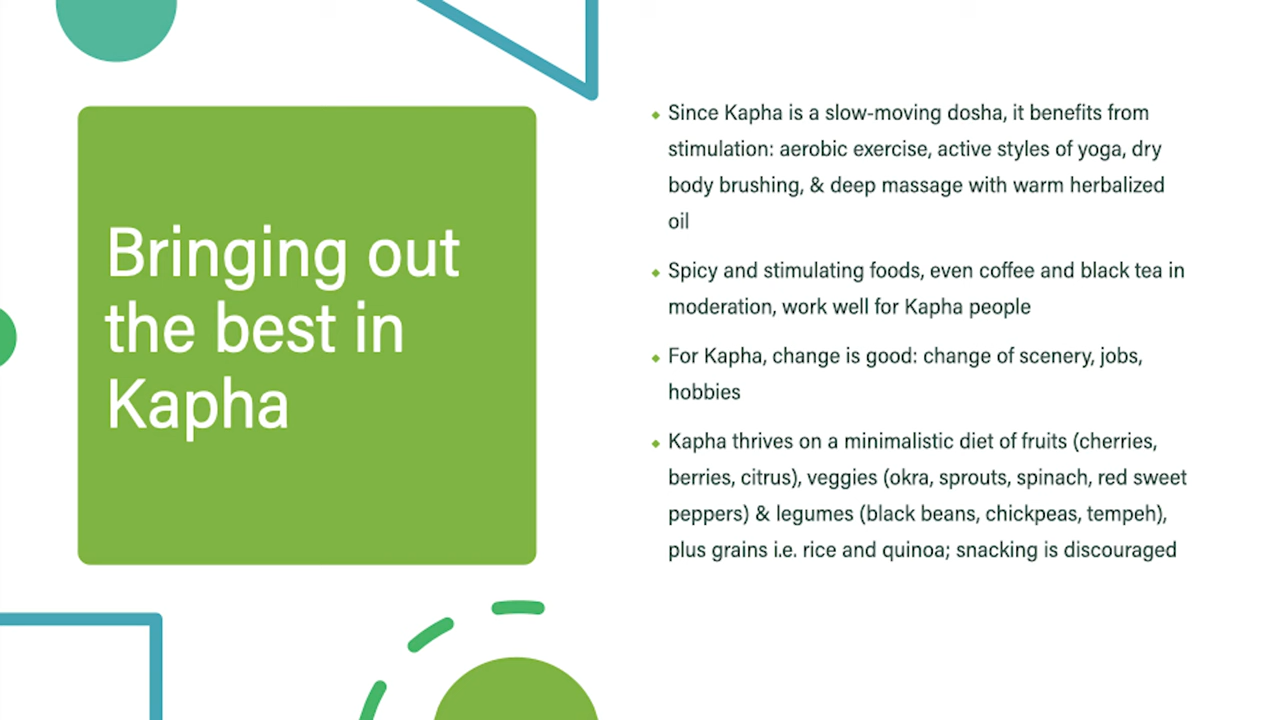 Bringing out
the best in
Kapha
Since Kapha is a slow-moving dosha, it benefits from
stimulation: aerobic exercise, active styles of yoga, dry
body brushing, & deep massage with warm herbalized
oil
Spicy and stimulating foods, even coffee and black tea in
moderation, work well for Kapha people
For Kapha, change is good: change of scenery, jobs,
hobbies
Kapha thrives on a minimalistic diet of fruits (cherries,
berries, citrus), veggies (okra, sprouts, spinach, red sweet
peppers) & legumes (black beans, chickpeas, tempeh),
plus grains i.e. rice and quinoa; snacking is discouraged